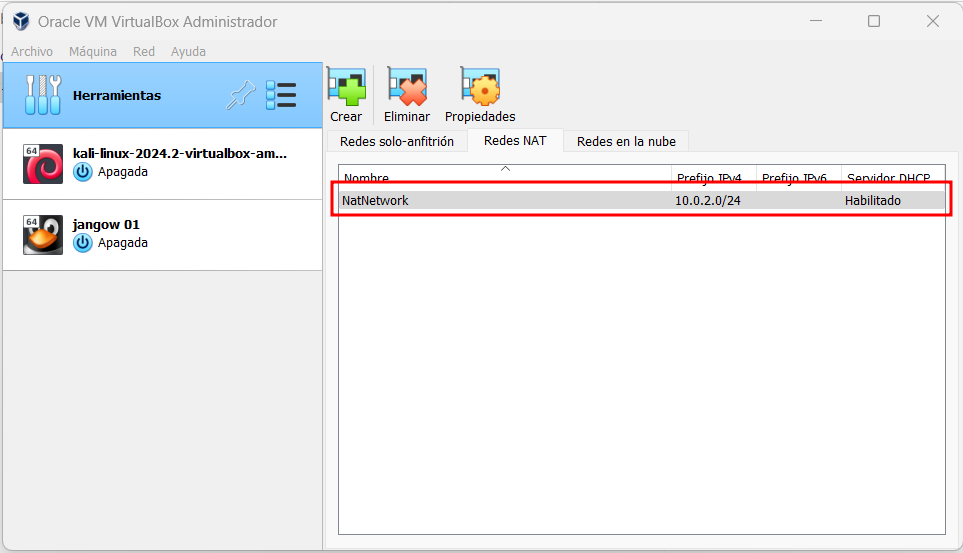 Oracle VM VirtualBox Administrador
Archivo Máquina Red Ayuda
Herramientas
64
kali-linux-2024.2-virtualbox-am...
Apagada
64
jangow 01
Apagada
Crear Eliminar Propiedades
Redes solo-anfitrión Redes NAT Redes en la nube
Nombre Prefijo IPv4 Prefijo IPv6 Servidor DHCP
NatNetwork 10.0.2.0/24 Habilitado